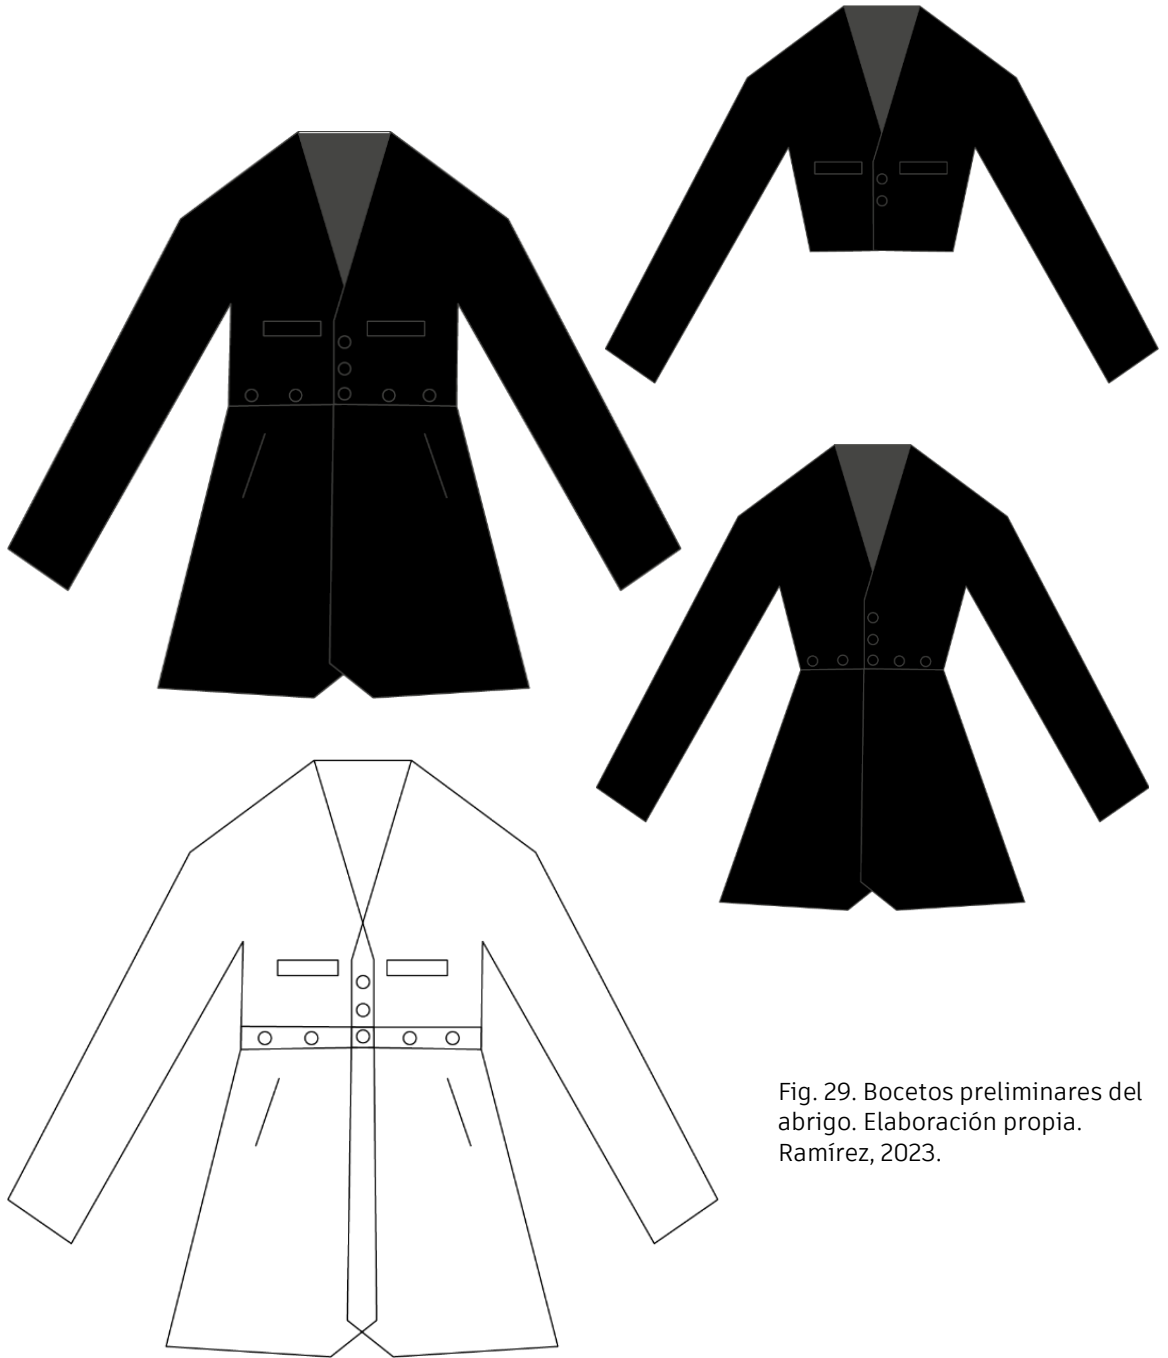 Fig. 29. Bocetos preliminares del
abrigo. Elaboración propia.
Ramírez, 2023.